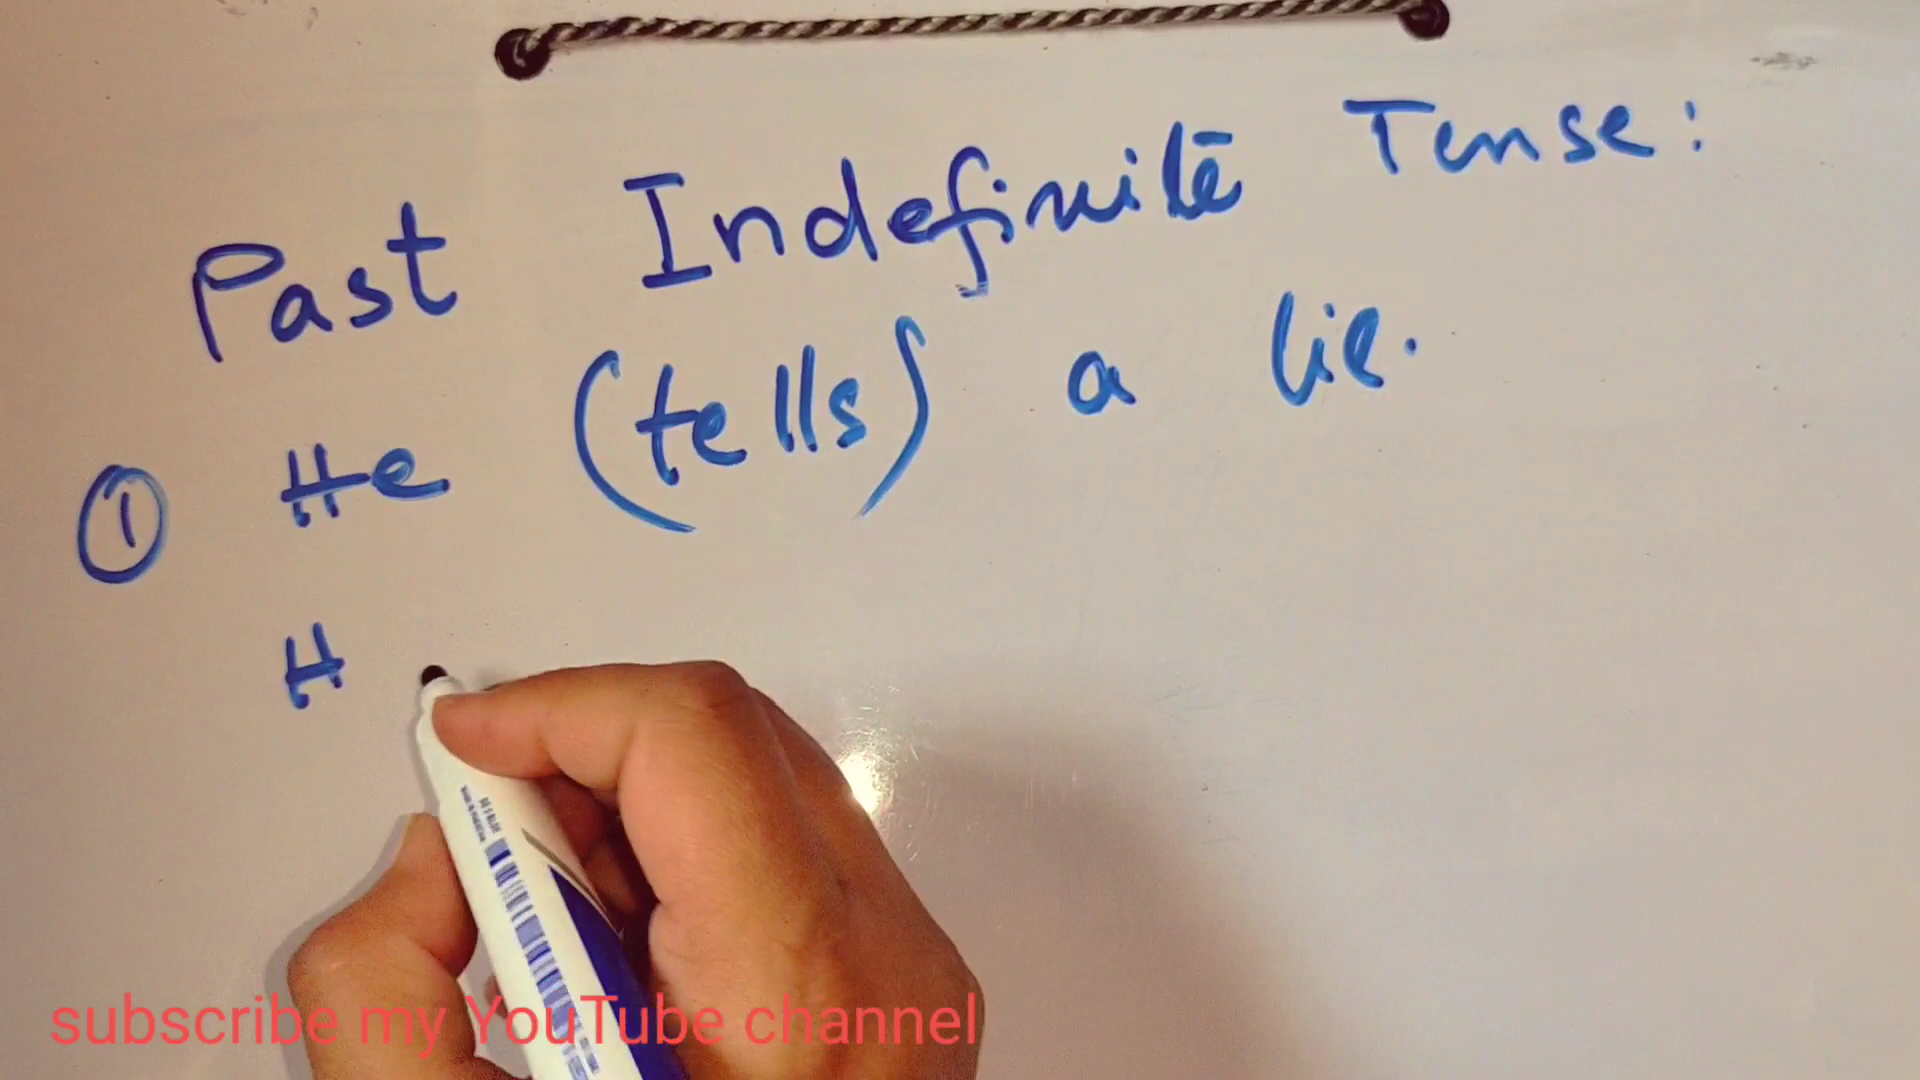 Past Indefinite Tense:
① He (tells) a lie.
H
subscribe my YouTube channel